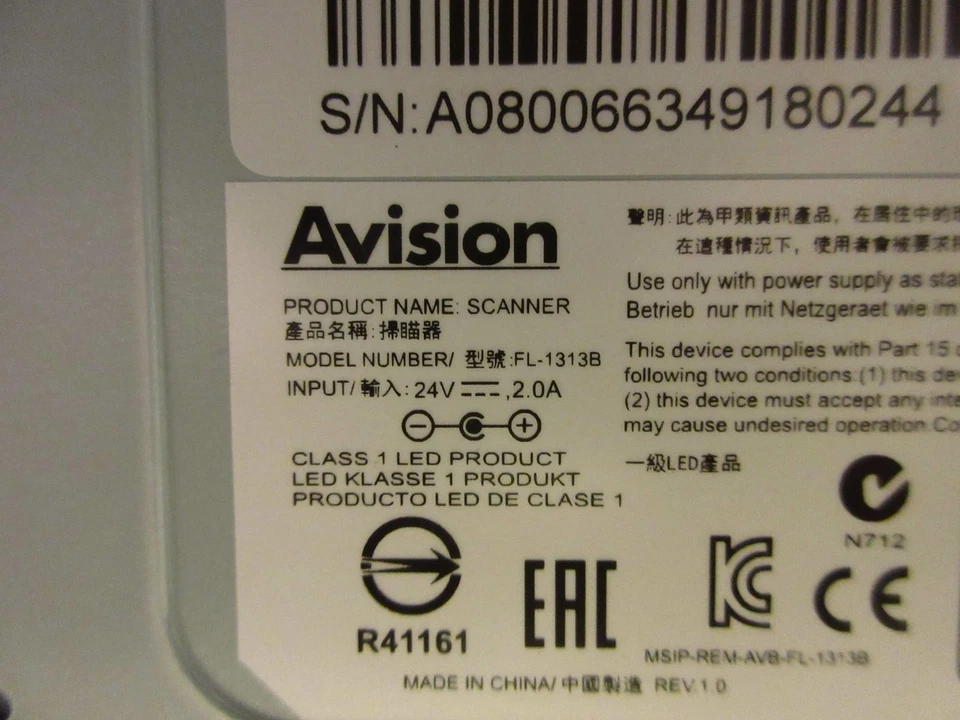 S/N: A0800663491 80244
Avision
PRODUCT NAME: SCANNER
產品名稱:掃瞄器
MODEL NUMBER/ 型號:FL-1313B
INPUT/輸入: 24V ⎓,2.0A
CLASS 1 LED PRODUCT
LED KLASSE 1 PRODUKT
PRODUCTO LED DE CLASE 1
聲明:此為甲類資訊產品，在居住中的
在這種情況下，使用者會被要求
Use only with power supply as
Betrieb nur mit Netzgeraet wie im
This device complies with Part 15
following two conditions:(1) this
(2) this device must accept any
may cause undesired operation
一級LED產品
N712
R41161
EAC
KC
CE
MSIP-REM-AVB-FL-1313B
MADE IN CHINA/ 中國製造 REV.1.0